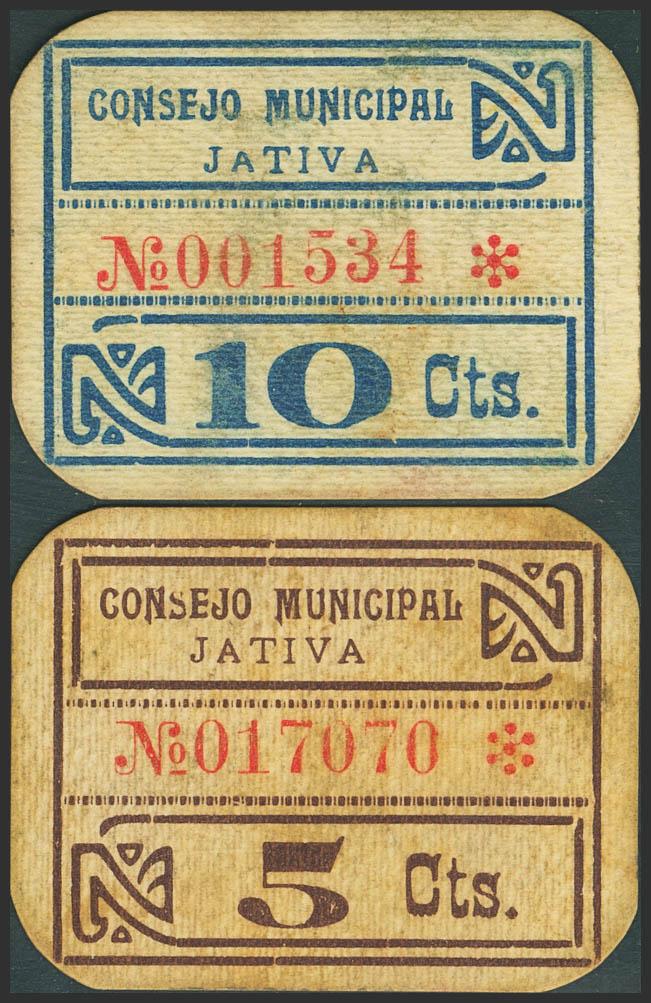 CONSEJO MUNICIPAL
JATIVA
№001534 *
10 Cts.
CONSEJO MUNICIPAL
JATIVA
№017070 *
5 Cts.